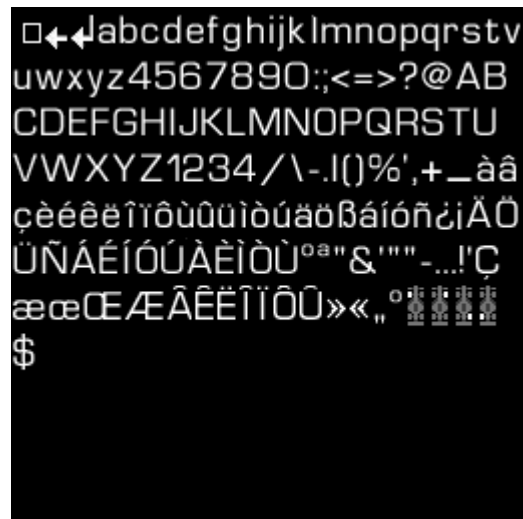 □←↲abcdefghijklmnopqrstv
uwxyz4567890:;<=>?@AB
CDEFGHIJKLMNOPQRSTU
VWXYZ1234/\-.|()%',+_àâ
çèéêëîïôùûüìòúäößáíóñ¿¡ÄÖ
ÜÑÁÉÍÓÚÀÈÌÒÙºª"&'""-...!'Ç
æœŒÆÂÊËÎÏÔÛ»«„°
$